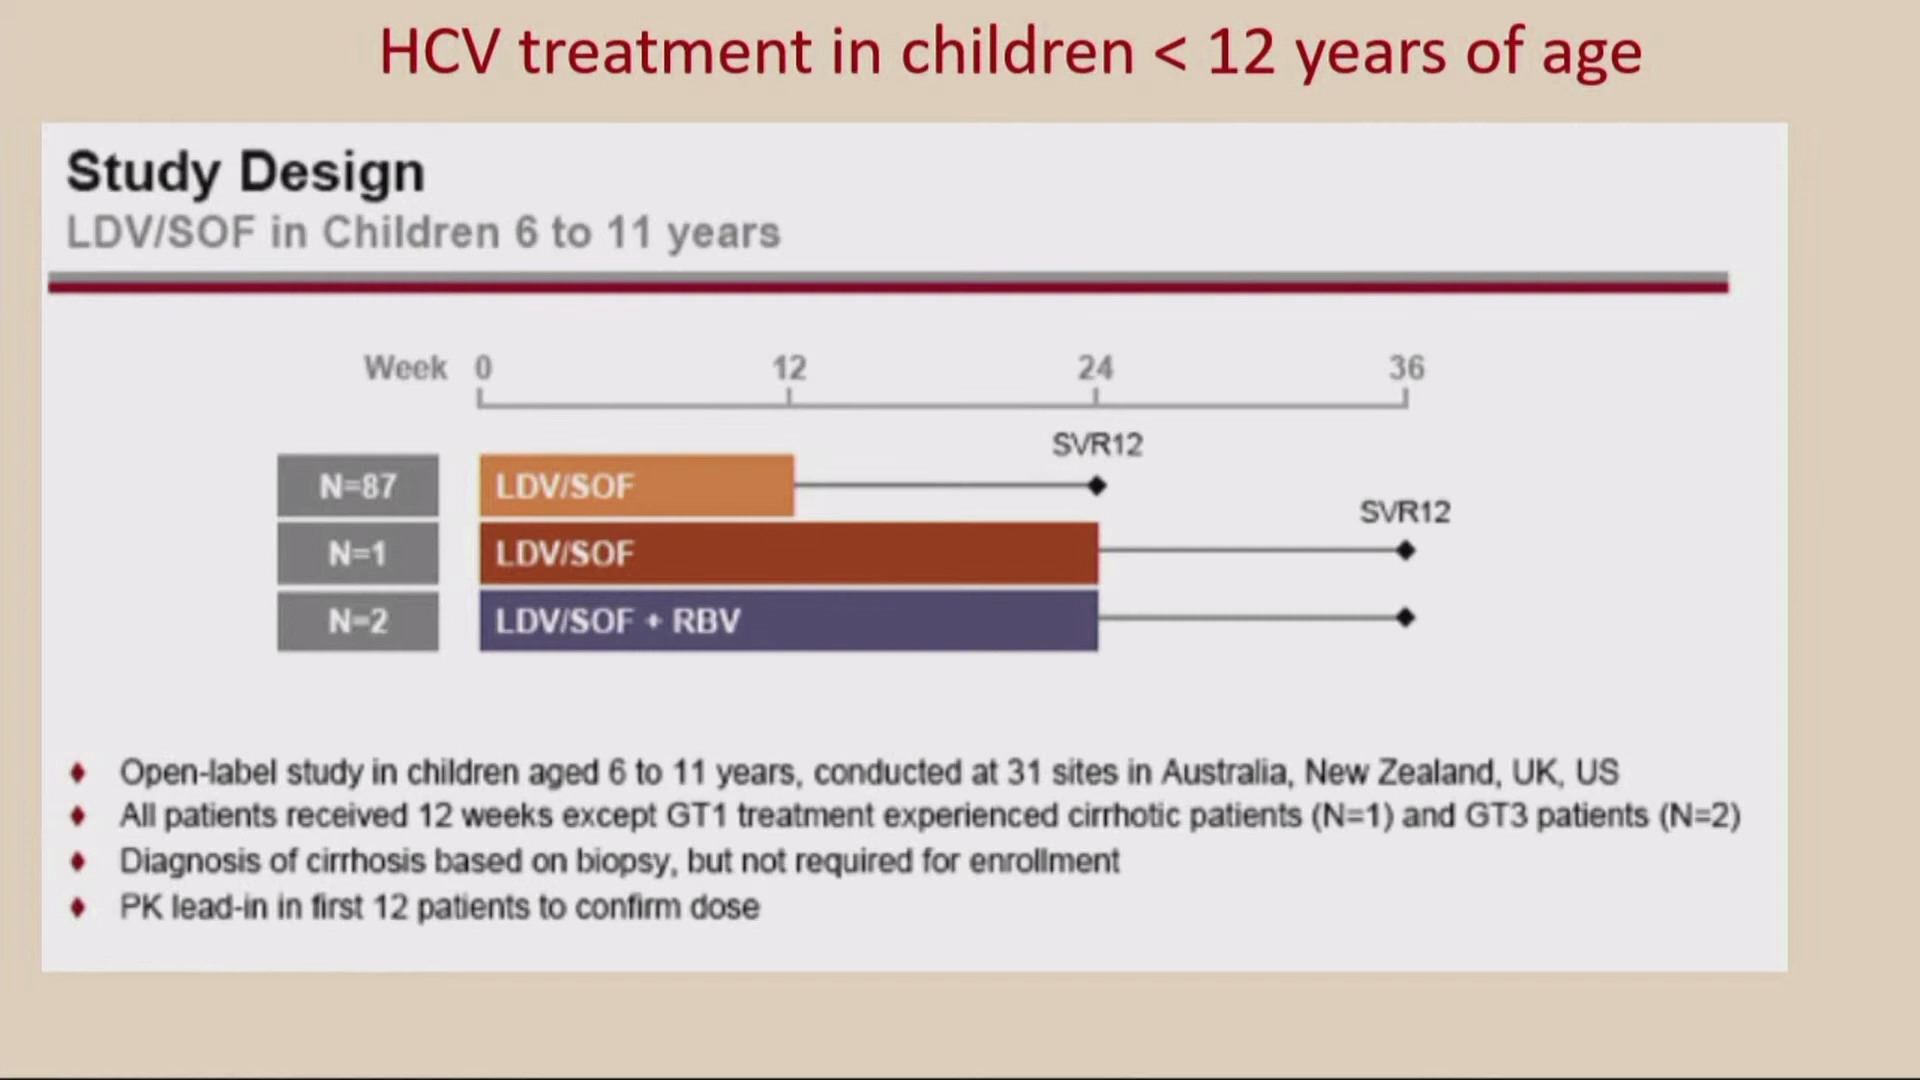 HCV treatment in children < 12 years of age
Study Design
LDV/SOF in Children 6 to 11 years
Week 0 12 24 36
SVR12
N=87 LDV/SOF
SVR12
N=1 LDV/SOF
N=2 LDV/SOF + RBV
♦ Open-label study in children aged 6 to 11 years, conducted at 31 sites in Australia, New Zealand, UK, US
♦ All patients received 12 weeks except GT1 treatment experienced cirrhotic patients (N=1) and GT3 patients (N=2)
♦ Diagnosis of cirrhosis based on biopsy, but not required for enrollment
♦ PK lead-in in first 12 patients to confirm dose